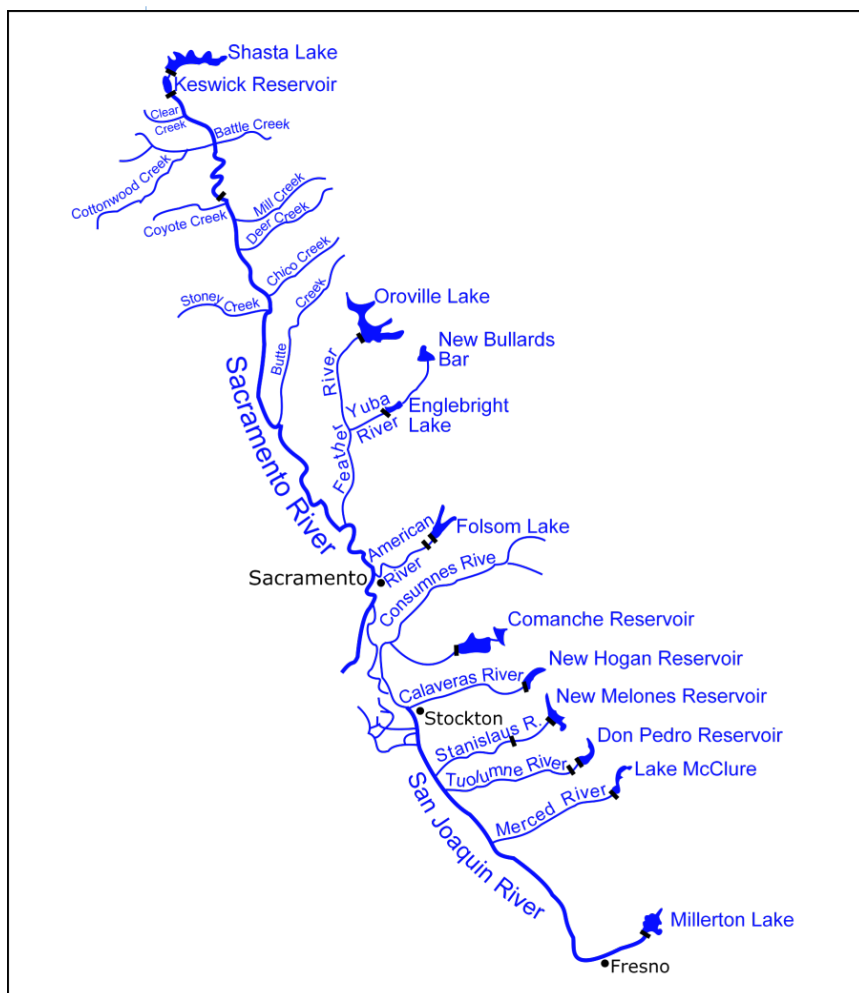 Shasta Lake
Keswick Reservoir
Clear
Creek
Battle Creek
Cottonwood Creek
Coyote Creek
Mill Creek
Deer Creek
Chico Creek
Stoney
Creek
Butte
Creek
Oroville Lake
New Bullards
Bar
Feather
River
Yuba
River
Englebright
Lake
Sacramento River
American
River
Folsom Lake
Sacramento
Consumnes Rive
Comanche Reservoir
New Hogan Reservoir
Calaveras River
New Melones Reservoir
Stockton
Stanislaus R.
Don Pedro Reservoir
Tuolumne River
Lake McClure
Merced River
San Joaquin River
Millerton Lake
Fresno